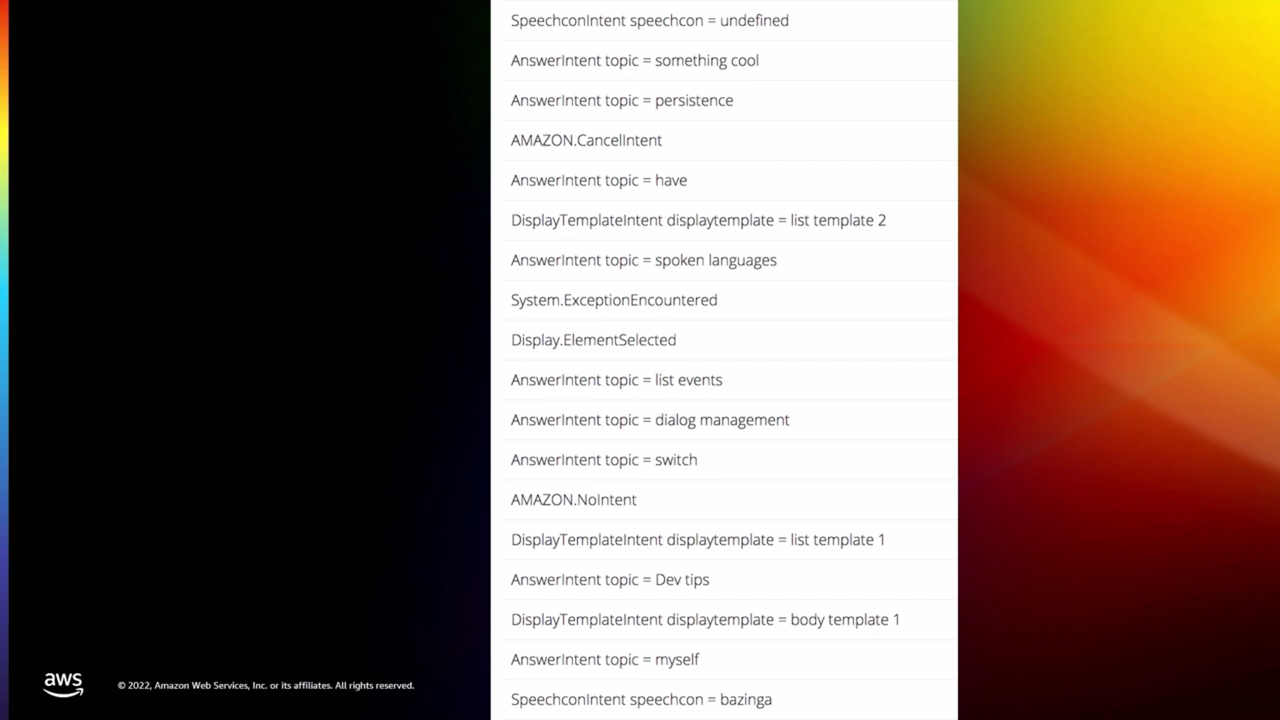 SpeechconIntent speechcon = undefined
AnswerIntent topic = something cool
AnswerIntent topic = persistence
AMAZON.CancelIntent
AnswerIntent topic = have
DisplayTemplateIntent displaytemplate = list template 2
AnswerIntent topic = spoken languages
System.ExceptionEncountered
Display.ElementSelected
AnswerIntent topic = list events
AnswerIntent topic = dialog management
AnswerIntent topic = switch
AMAZON.NoIntent
DisplayTemplateIntent displaytemplate = list template 1
AnswerIntent topic = Dev tips
DisplayTemplateIntent displaytemplate = body template 1
AnswerIntent topic = myself
SpeechconIntent speechcon = bazinga
aws
© 2022, Amazon Web Services, Inc. or its affiliates. All rights reserved.